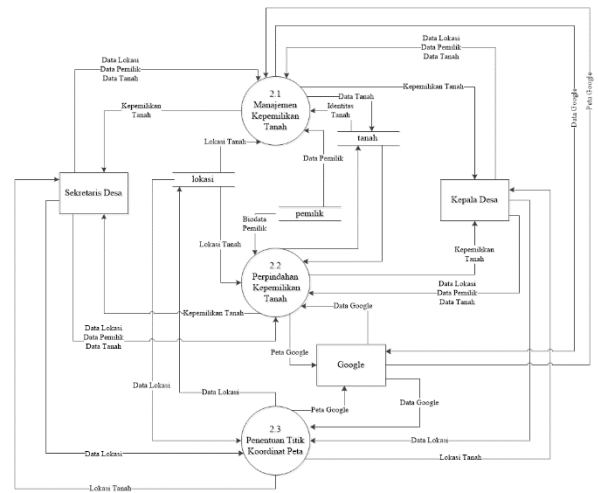 Data Lokasi
Data Pemilik
Data Tanah
2.1
Manajemen
Kepemilikan
Tanah
Data Lokasi
Data Pemilik
Data Tanah
Kepemilikan Tanah
Data Tanah
Identitas
Tanah
tanah
Kepemilikan
Tanah
Lokasi Tanah
Data Pemilik
Data Google
Peta Google
lokasi
Sekretaris Desa
Kepala Desa
pemilik
Biodata
Pemilik
Lokasi Tanah
2.2
Perpindahan
Kepemilikan
Tanah
Kepemilikan
Tanah
Data Lokasi
Data Pemilik
Data Tanah
Kepemilikan Tanah
Data Google
Data Lokasi
Data Pemilik
Data Tanah
Peta Google
Google
Data Lokasi
Data Lokasi
Peta Google
Data Google
2.3
Penentuan Titik
Koordinat Peta
Data Lokasi
Data Lokasi
Lokasi Tanah
Lokasi Tanah